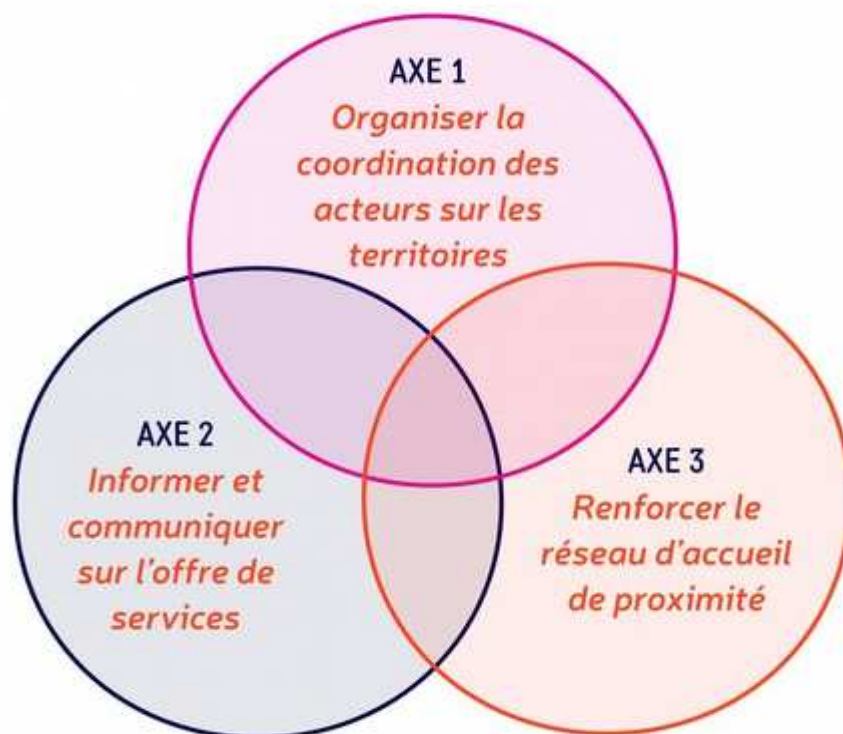 AXE 1
Organiser la
coordination des
acteurs sur les
territoires
AXE 2
Informer et
communiquer
sur l'offre de
services
AXE 3
Renforcer le
réseau d'accueil
de proximité